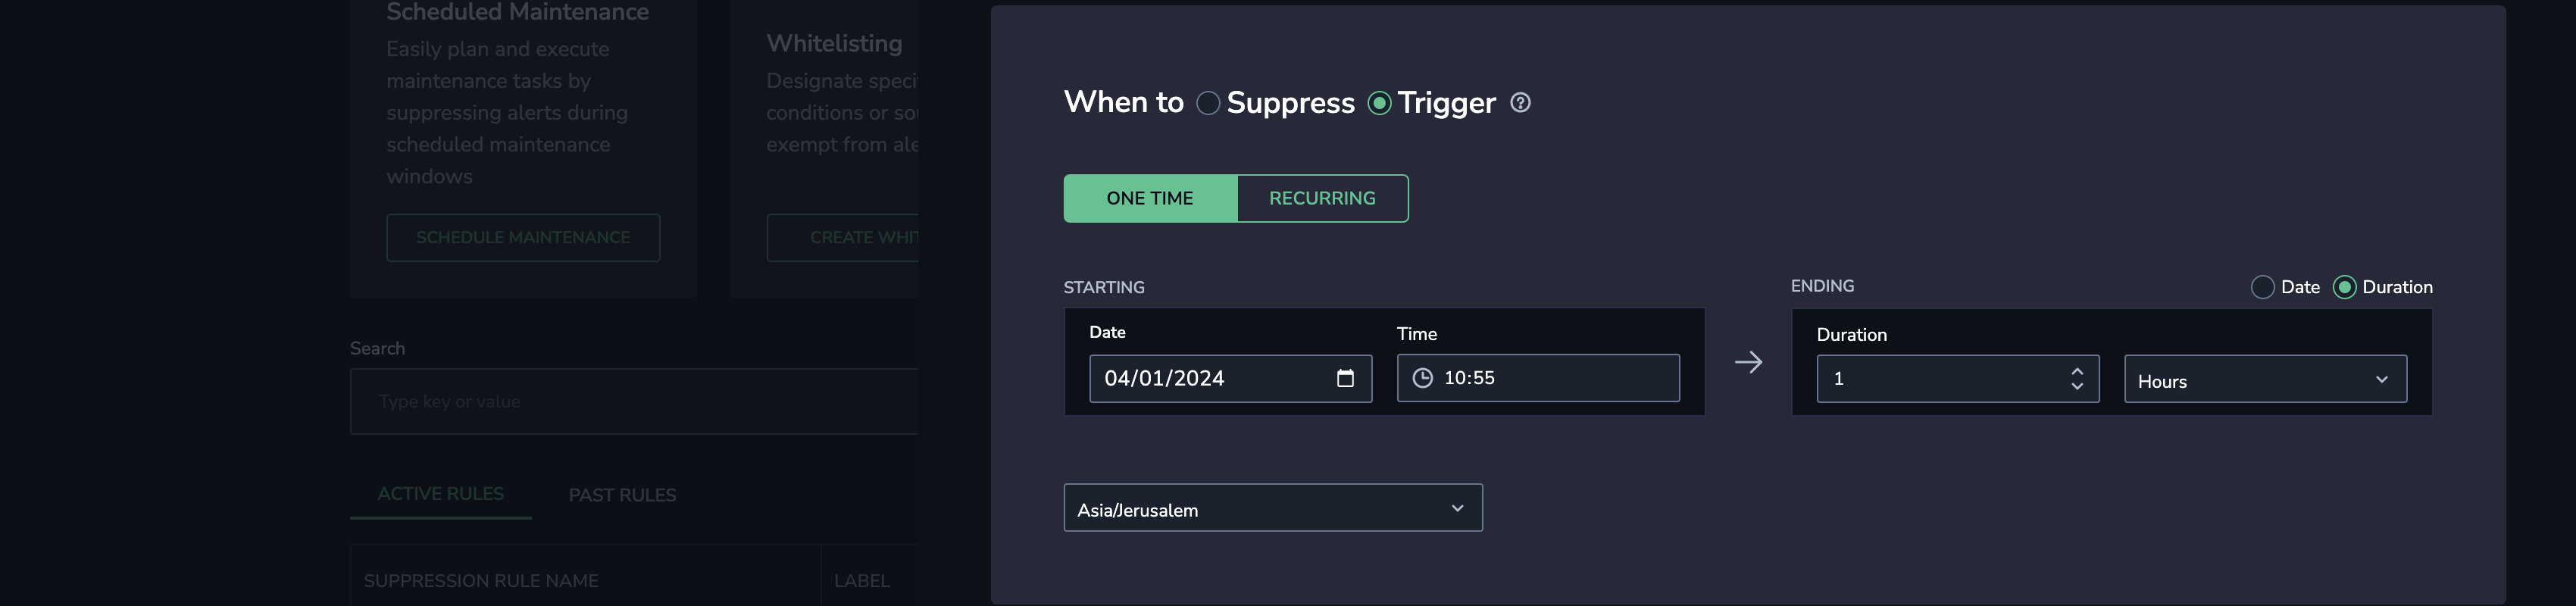 Scheduled Maintenance
Easily plan and execute
maintenance tasks by
suppressing alerts during
scheduled maintenance
windows
SCHEDULE MAINTENANCE
Whitelisting
Designate speci
conditions or sou
exempt from ale
CREATE WHIT
Search
Type key or value
ACTIVE RULES PAST RULES
SUPPRESSION RULE NAME LABEL
When to Suppress Trigger ?
ONE TIME RECURRING
STARTING
Date Time
04/01/2024 10:55
ENDING Date Duration
Duration
1 Hours
Asia/Jerusalem